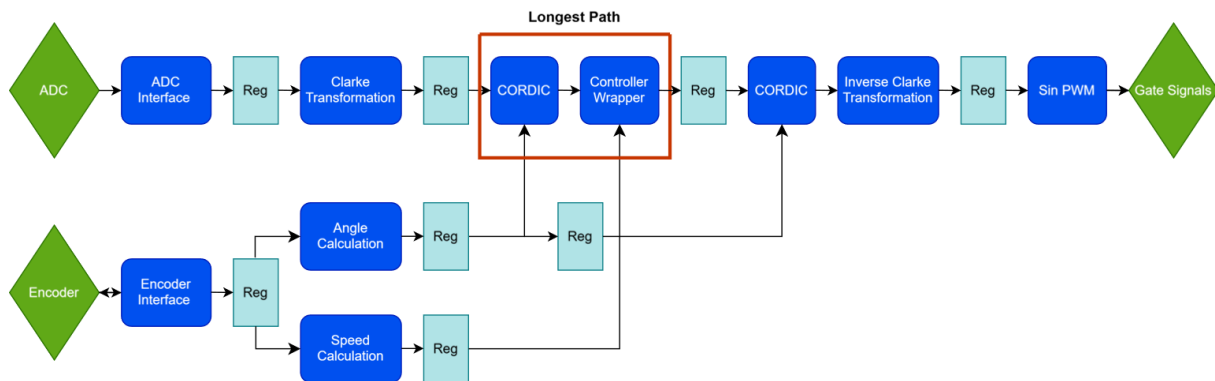 Longest Path
ADC
ADC
Interface
Reg
Clarke
Transformation
Reg
CORDIC
Controller
Wrapper
Reg
CORDIC
Inverse Clarke
Transformation
Reg
Sin PWM
Gate Signals
Angle
Calculation
Reg
Reg
Encoder
Encoder
Interface
Reg
Speed
Calculation
Reg